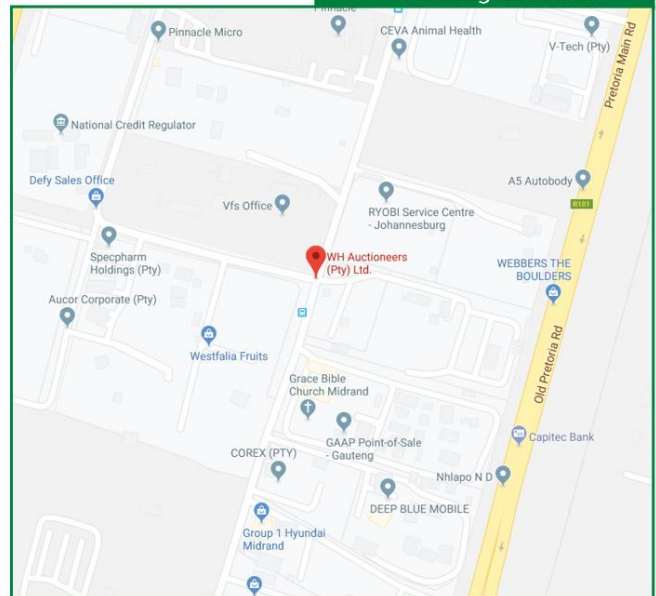 Pinnacle
Pinnacle Micro
CEVA Animal Health
V-Tech (Pty)
Pretoria Main Rd
National Credit Regulator
Defy Sales Office
Vfs Office
A5 Autobody
RYOBI Service Centre
- Johannesburg
R101
Specpharm
Holdings (Pty)
WH Auctioneers
(Pty) Ltd.
WEBBERS THE
BOULDERS
Aucor Corporate (Pty)
Westfalia Fruits
Old Pretoria Rd
Grace Bible
Church Midrand
GAAP Point-of-Sale
- Gauteng
Capitec Bank
COREX (PTY)
Nhlapo N D
DEEP BLUE MOBILE
Group 1 Hyundai
Midrand